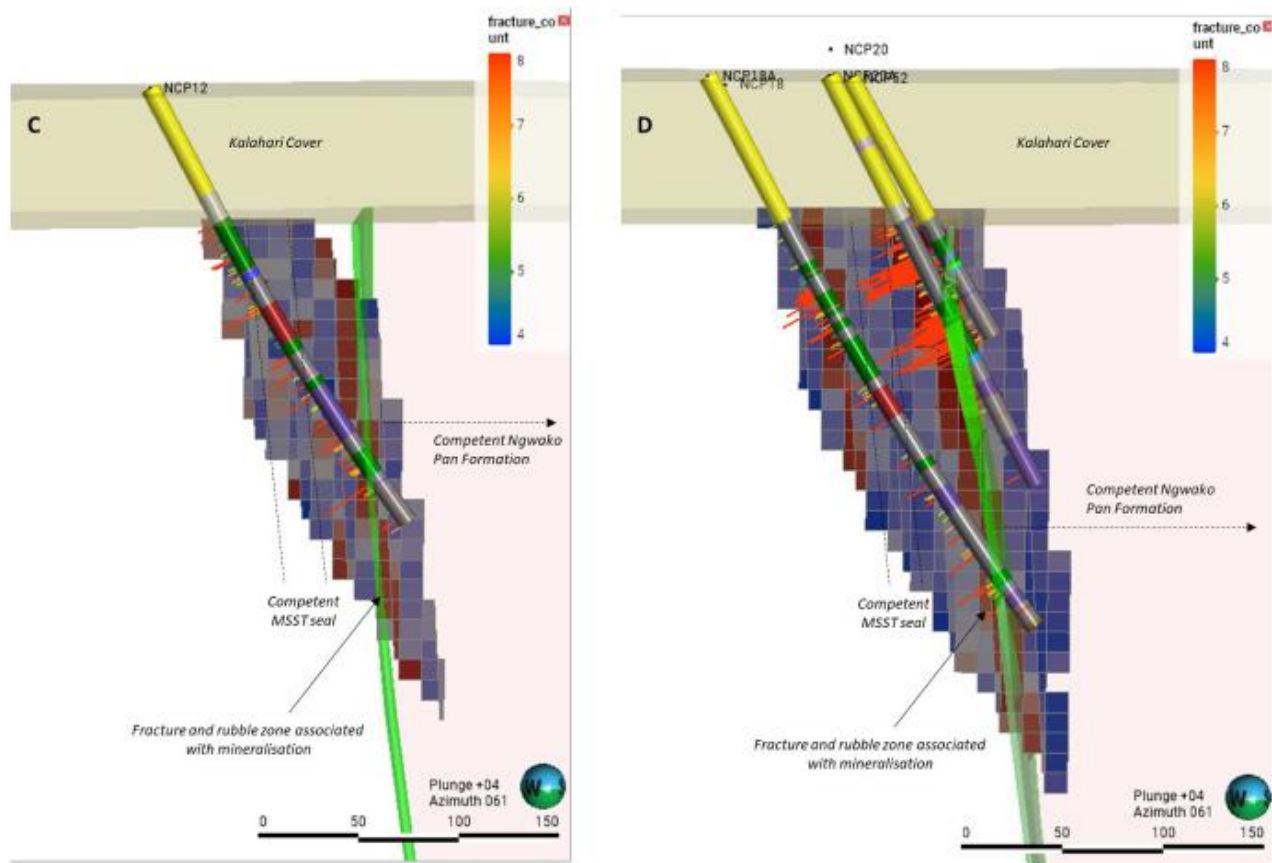 fracture_co
unt
8
7
6
5
4
NCP12
C
Kalahari Cover
Competent Ngwako
Pan Formation
Competent
MSST seal
Fracture and rubble zone associated
with mineralisation
Plunge +04
Azimuth 061
W
0 50 100 150
fracture_co
unt
8
7
6
5
4
NCP20
NCP18A
NCP18
NCP20A
NCP52
D
Kalahari Cover
Competent Ngwako
Pan Formation
Competent
MSST seal
Fracture and rubble zone associated
with mineralisation
Plunge +04
Azimuth 061
W
0 50 100 150